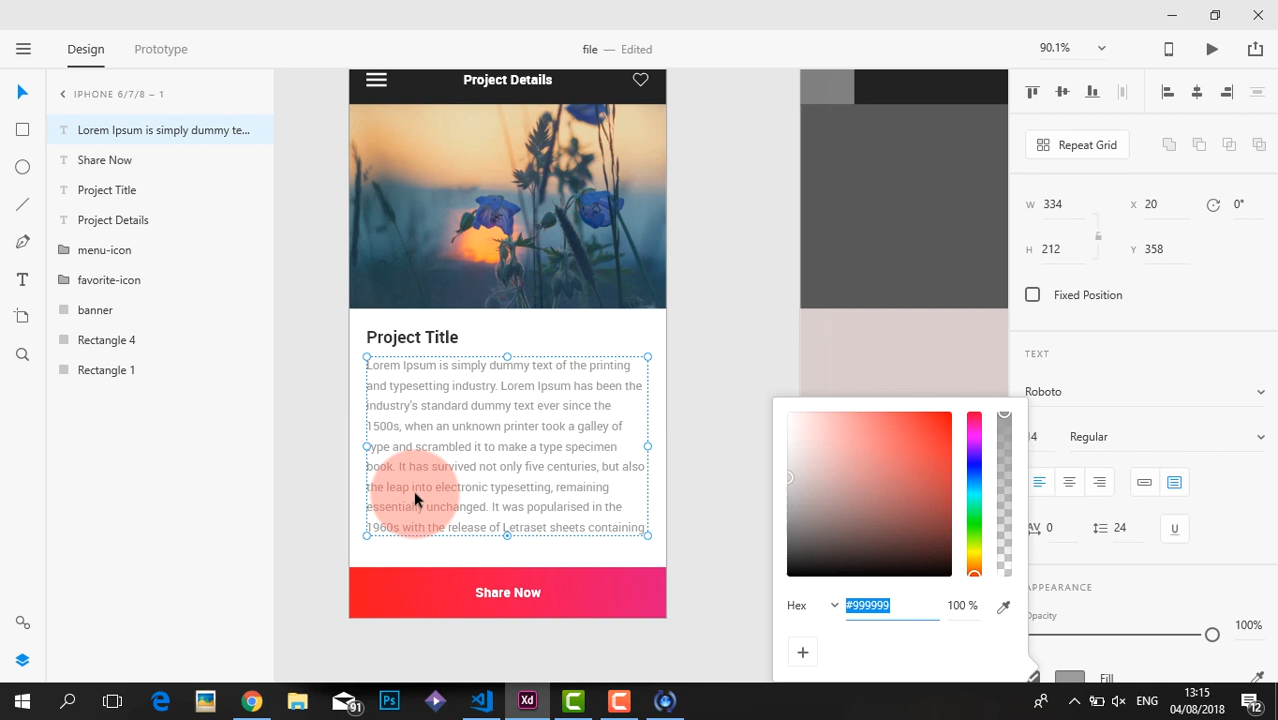 Design
Prototype
file — Edited
90.1%
IPHONE 6/7/8 – 1
Lorem Ipsum is simply dummy te...
Share Now
Project Title
Project Details
menu-icon
favorite-icon
banner
Rectangle 4
Rectangle 1
Project Details
Project Title
Lorem Ipsum is simply dummy text of the printing
and typesetting industry. Lorem Ipsum has been the
industry's standard dummy text ever since the
1500s, when an unknown printer took a galley of
type and scrambled it to make a type specimen
book. It has survived not only five centuries, but also
the leap into electronic typesetting, remaining
essentially unchanged. It was popularised in the
1960s with the release of Letraset sheets containing
Share Now
Hex
#999999
100 %
+
Repeat Grid
W 334
X 20
0°
H 212
Y 358
Fixed Position
TEXT
Roboto
14
Regular
AV 0
24
U
APPEARANCE
Opacity
100%
Fill
91
Ps
Xd
ENG
13:15
04/08/2018
12